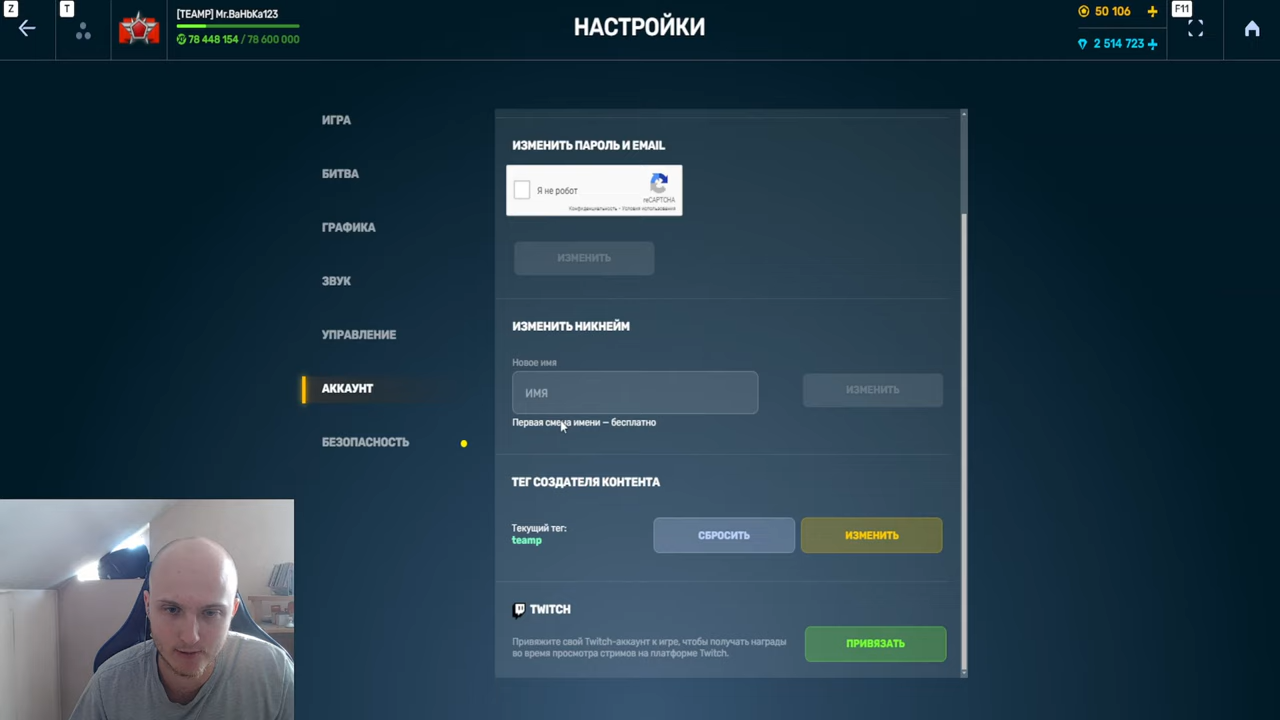 Z
T
[TEAMP] Mr.BaHbKa123
78 448 154 / 78 600 000
НАСТРОЙКИ
50 106
2 514 723
F11
ИГРА
БИТВА
ГРАФИКА
ЗВУК
УПРАВЛЕНИЕ
АККАУНТ
БЕЗОПАСНОСТЬ
ИЗМЕНИТЬ ПАРОЛЬ И EMAIL
Я не робот
reCAPTCHA
Конфиденциальность - Условия использования
ИЗМЕНИТЬ
ИЗМЕНИТЬ НИКНЕЙМ
Новое имя
ИМЯ
ИЗМЕНИТЬ
Первая смена имени – бесплатно
ТЕГ СОЗДАТЕЛЯ КОНТЕНТА
Текущий тег:
teamp
СБРОСИТЬ
ИЗМЕНИТЬ
TWITCH
Привяжите свой Twitch-аккаунт к игре, чтобы получать награды
во время просмотра стримов на платформе Twitch.
ПРИВЯЗАТЬ